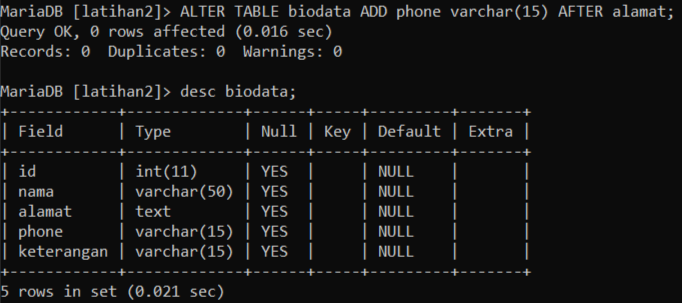 MariaDB [latihan2]> ALTER TABLE biodata ADD phone varchar(15) AFTER alamat;
Query OK, 0 rows affected (0.016 sec)
Records: 0  Duplicates: 0  Warnings: 0

MariaDB [latihan2]> desc biodata;
+------------+-------------+------+-----+---------+-------+
| Field      | Type        | Null | Key | Default | Extra |
+------------+-------------+------+-----+---------+-------+
| id         | int(11)     | YES  |     | NULL    |       |
| nama       | varchar(50) | YES  |     | NULL    |       |
| alamat     | text        | YES  |     | NULL    |       |
| phone      | varchar(15) | YES  |     | NULL    |       |
| keterangan | varchar(15) | YES  |     | NULL    |       |
+------------+-------------+------+-----+---------+-------+
5 rows in set (0.021 sec)